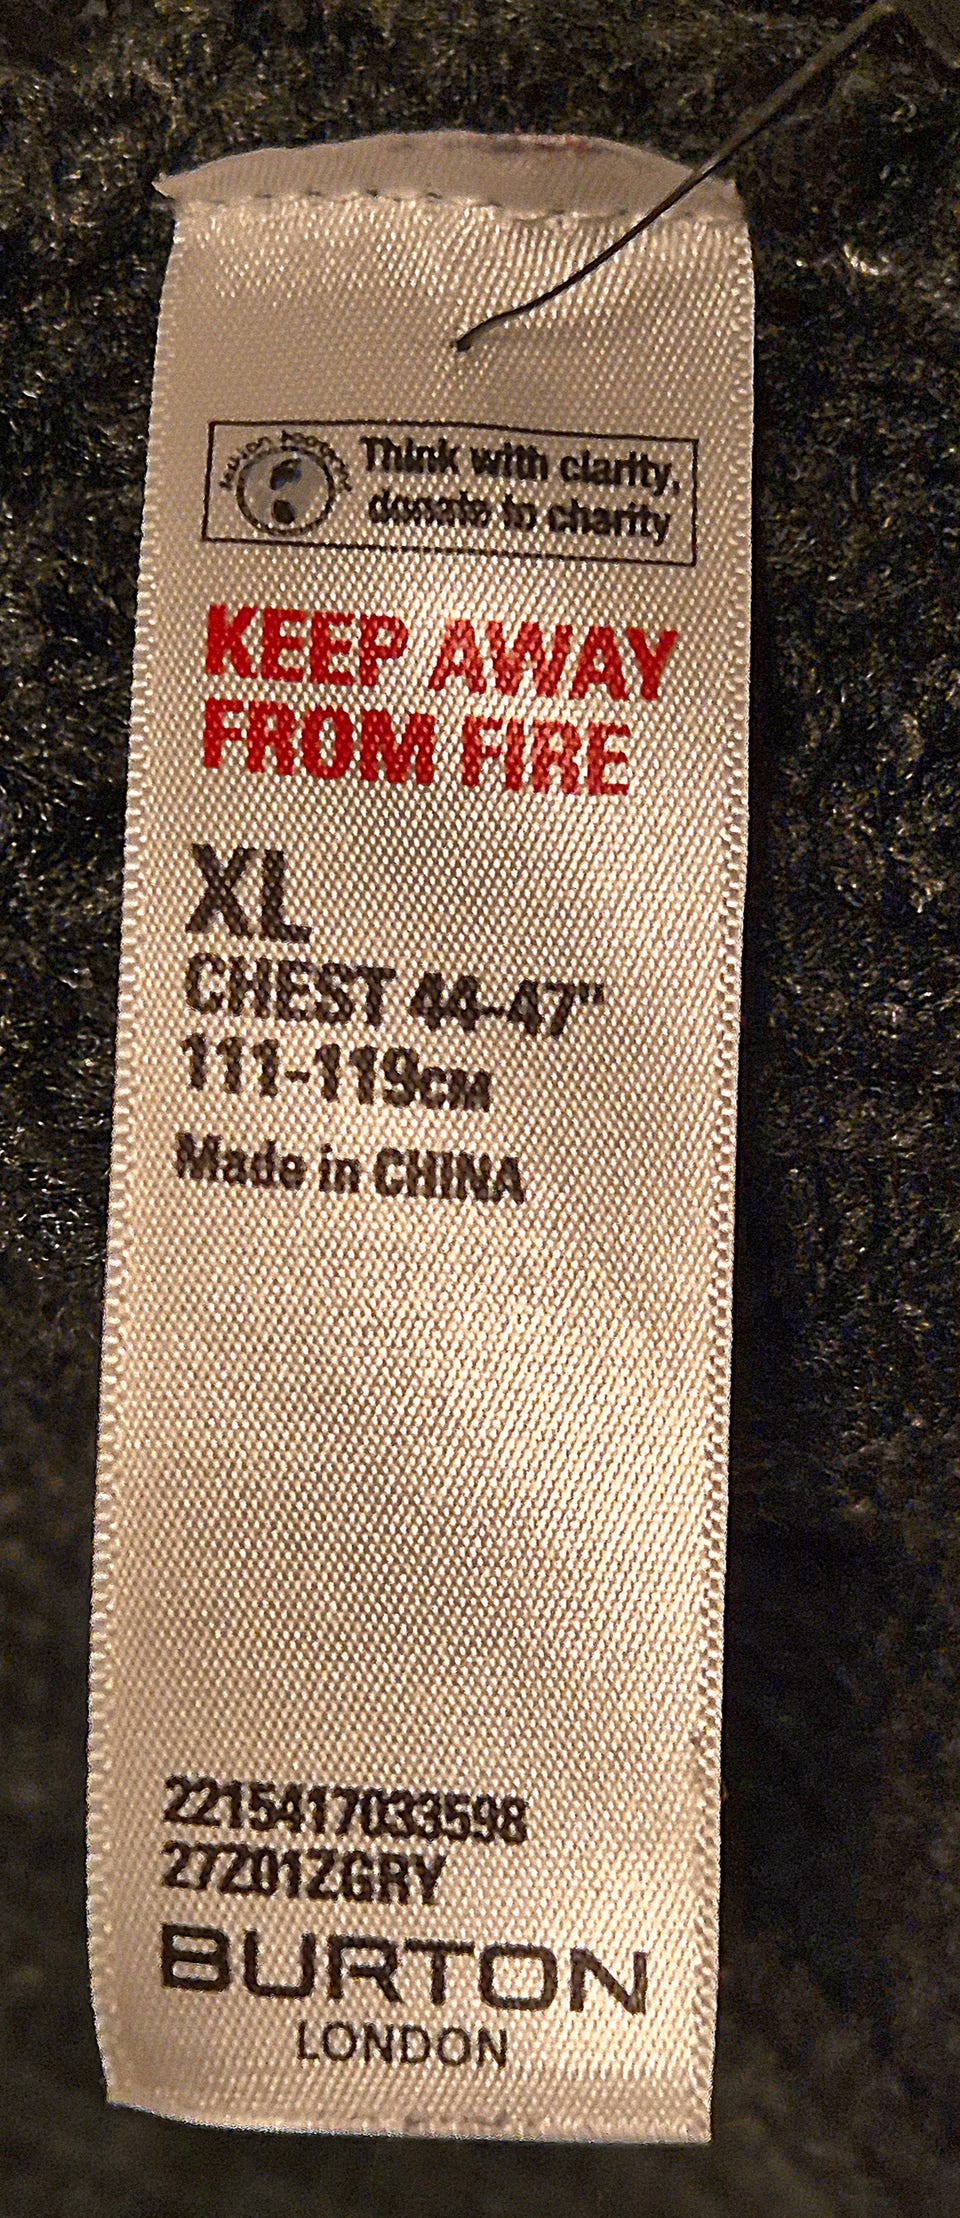 Think with clarity,
donate to charity
KEEP AWAY
FROM FIRE
XL
CHEST 44-47"
111-119CM
Made in CHINA
2215417033598
27Z01ZGRY
BURTON
LONDON